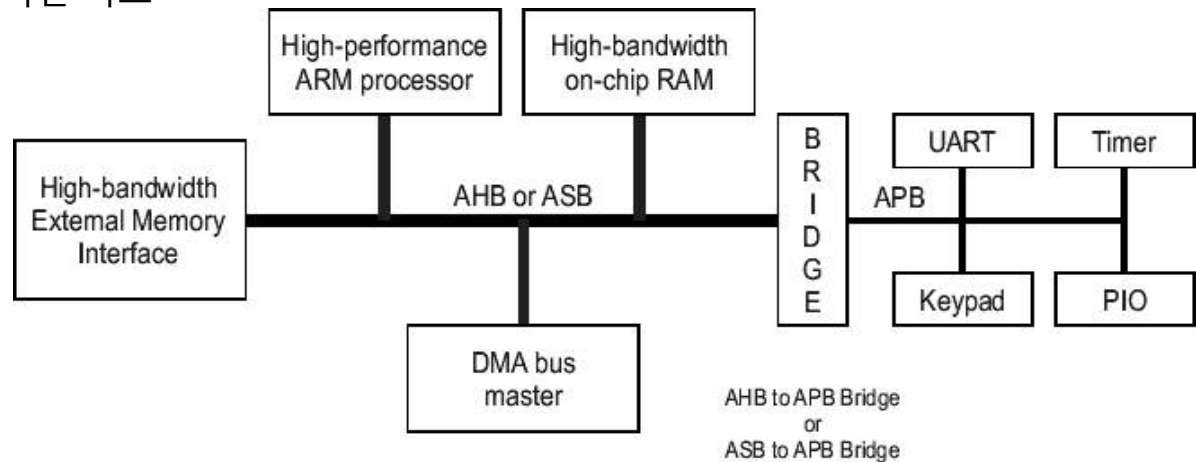 High-performance
ARM processor
High-bandwidth
on-chip RAM
High-bandwidth
External Memory
Interface
AHB or ASB
B
R
I
D
G
E
APB
UART
Timer
Keypad
PIO
DMA bus
master
AHB to APB Bridge
or
ASB to APB Bridge